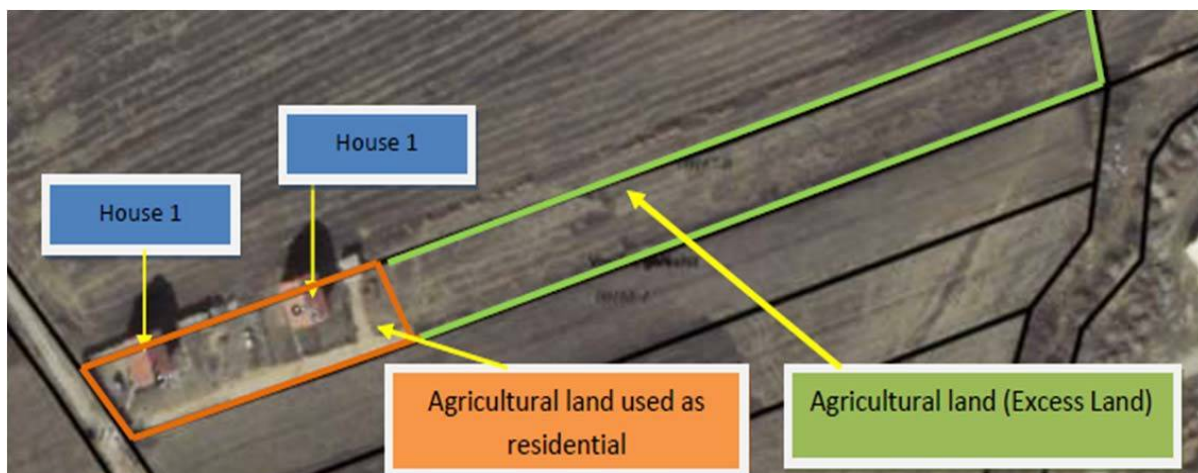 House 1
House 1
Agricultural land used as
residential
Agricultural land (Excess Land)